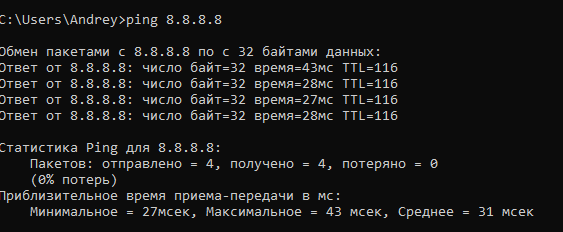 C:\Users\Andrey>ping 8.8.8.8
Обмен пакетами с 8.8.8.8 по с 32 байтами данных:
Ответ от 8.8.8.8: число байт=32 время=43мс TTL=116
Ответ от 8.8.8.8: число байт=32 время=28мс TTL=116
Ответ от 8.8.8.8: число байт=32 время=27мс TTL=116
Ответ от 8.8.8.8: число байт=32 время=28мс TTL=116
Статистика Ping для 8.8.8.8:
Пакетов: отправлено = 4, получено = 4, потеряно = 0
(0% потерь)
Приблизительное время приема-передачи в мс:
Минимальное = 27мсек, Максимальное = 43 мсек, Среднее = 31 мсек